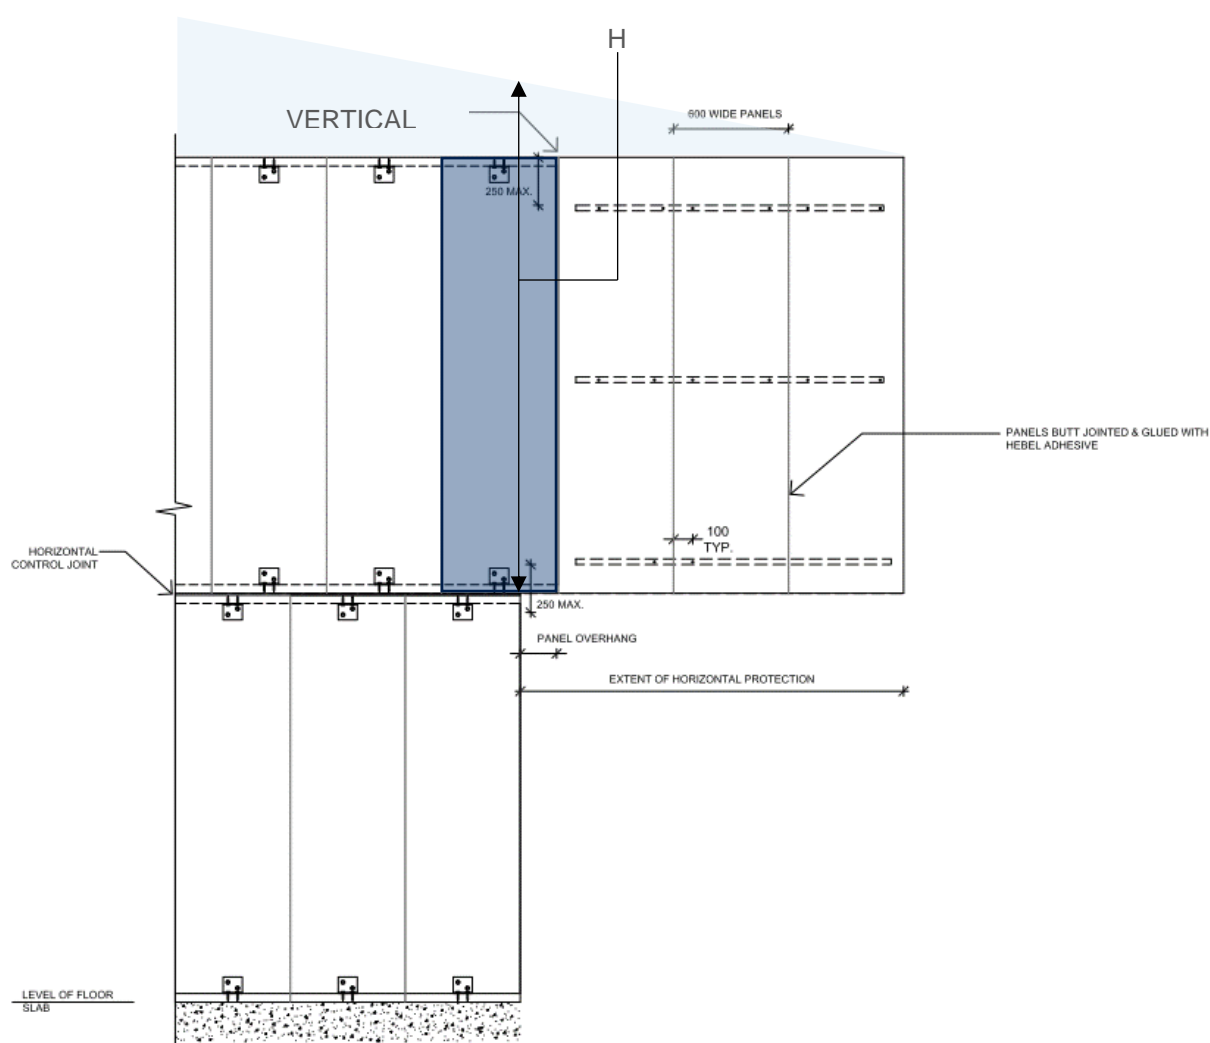 H
VERTICAL
600 WIDE PANELS
250 MAX.
PANELS BUTT JOINTED & GLUED WITH
HEBEL ADHESIVE
100
TYP.
HORIZONTAL
CONTROL JOINT
250 MAX.
PANEL OVERHANG
EXTENT OF HORIZONTAL PROTECTION
LEVEL OF FLOOR
SLAB